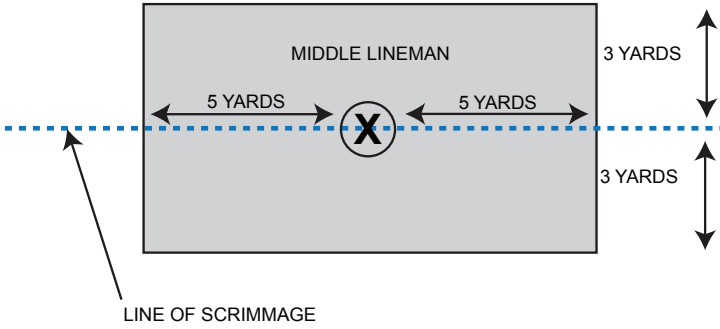 MIDDLE LINEMAN
3 YARDS
5 YARDS
5 YARDS
X
3 YARDS
LINE OF SCRIMMAGE